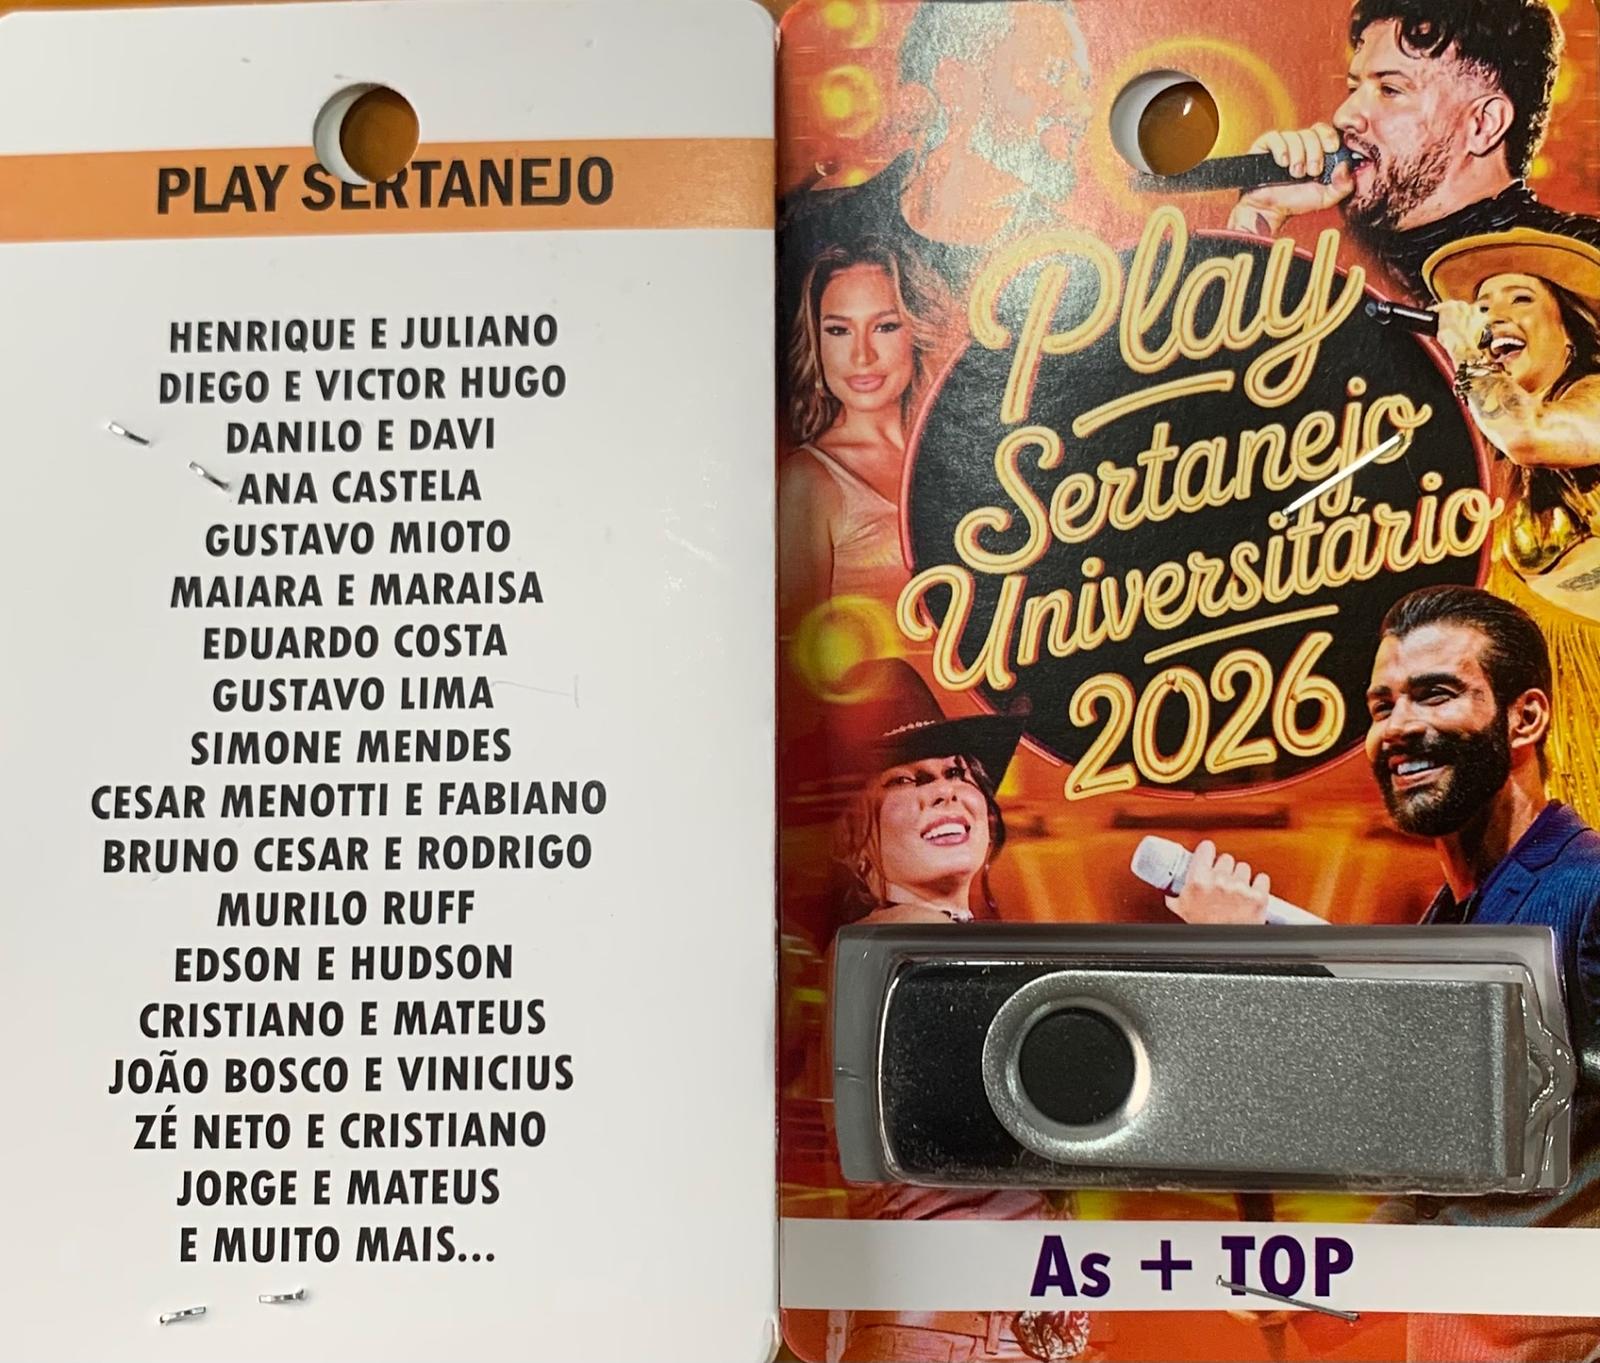 PLAY SERTANEJO
HENRIQUE E JULIANO
DIEGO E VICTOR HUGO
DANILO E DAVI
ANA CASTELA
GUSTAVO MIOTO
MAIARA E MARAISA
EDUARDO COSTA
GUSTAVO LIMA
SIMONE MENDES
CESAR MENOTTI E FABIANO
BRUNO CESAR E RODRIGO
MURILO RUFF
EDSON E HUDSON
CRISTIANO E MATEUS
JOÃO BOSCO E VINICIUS
ZÉ NETO E CRISTIANO
JORGE E MATEUS
E MUITO MAIS...
Play
Sertanejo
Universitário
2026
As + TOP